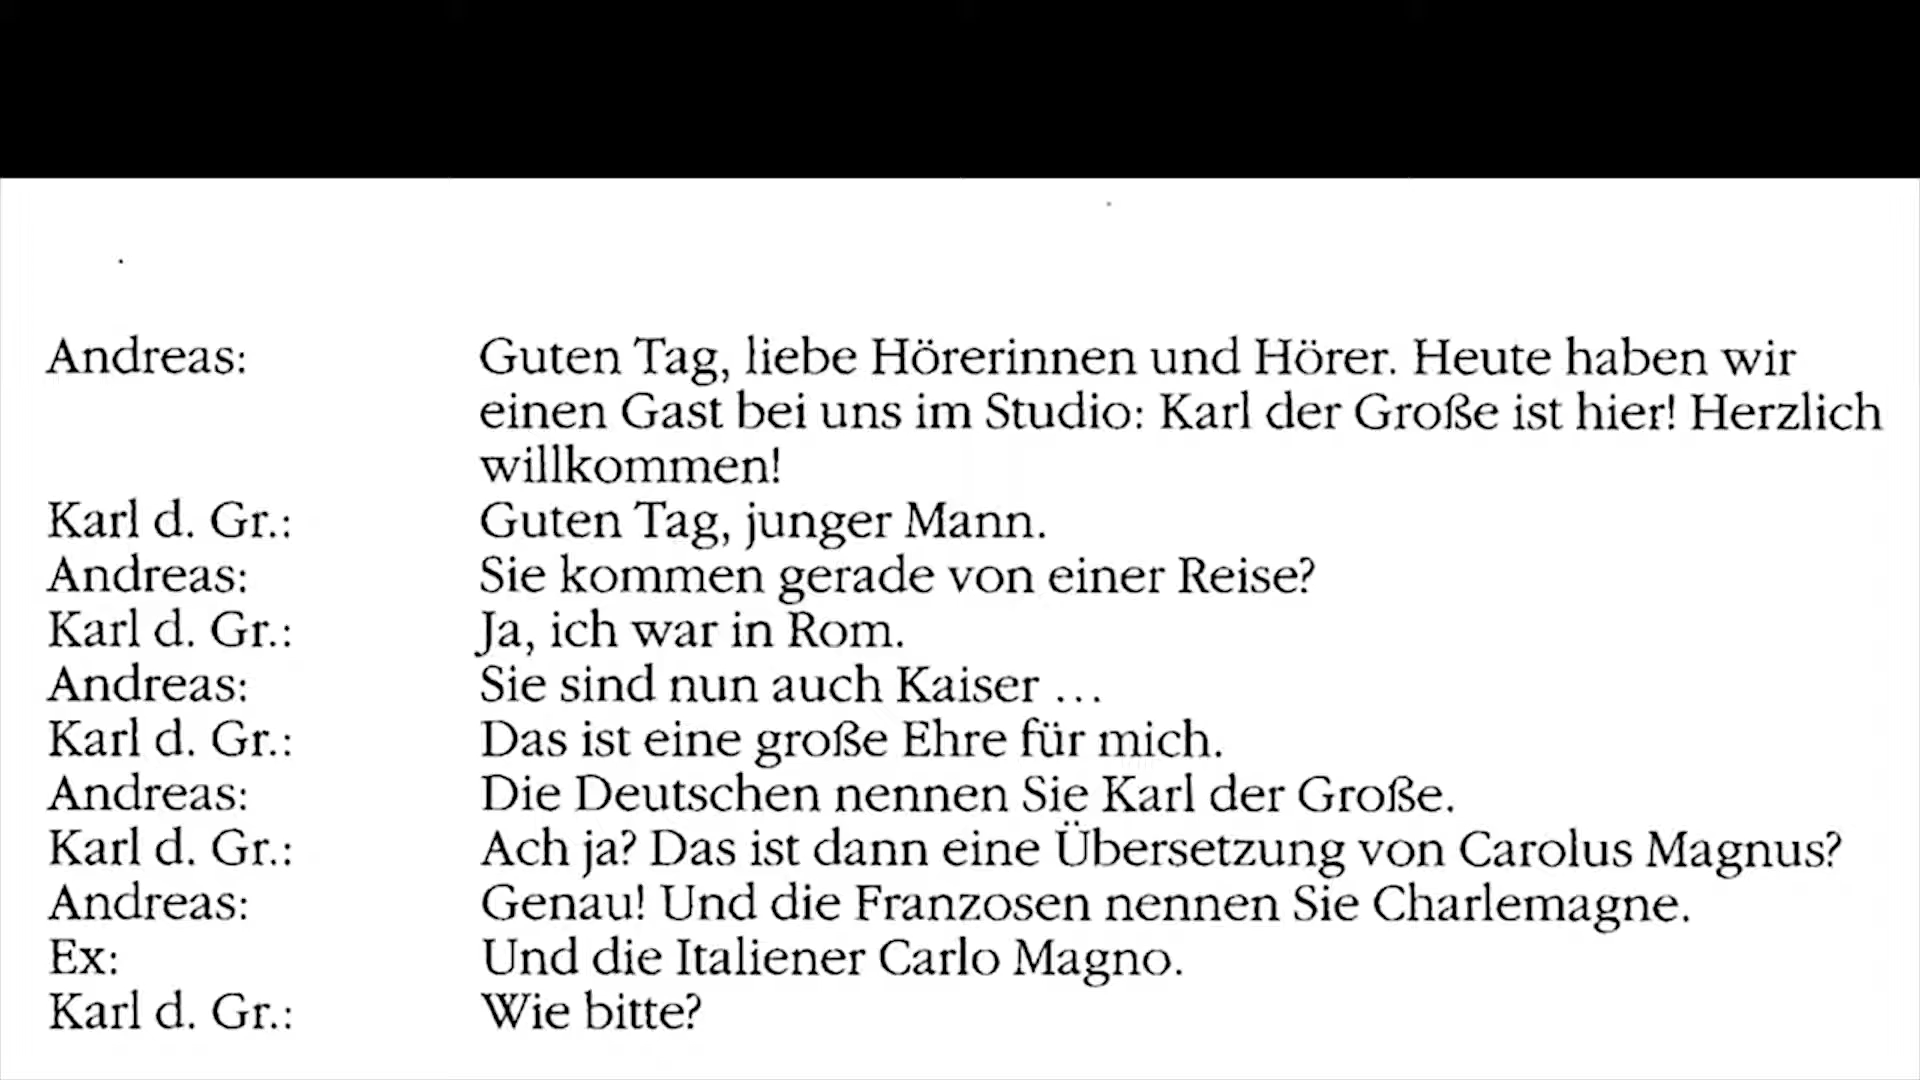 Andreas: Guten Tag, liebe Hörerinnen und Hörer. Heute haben wir
einen Gast bei uns im Studio: Karl der Große ist hier! Herzlich
willkommen!
Karl d. Gr.: Guten Tag, junger Mann.
Andreas: Sie kommen gerade von einer Reise?
Karl d. Gr.: Ja, ich war in Rom.
Andreas: Sie sind nun auch Kaiser ...
Karl d. Gr.: Das ist eine große Ehre für mich.
Andreas: Die Deutschen nennen Sie Karl der Große.
Karl d. Gr.: Ach ja? Das ist dann eine Übersetzung von Carolus Magnus?
Andreas: Genau! Und die Franzosen nennen Sie Charlemagne.
Ex: Und die Italiener Carlo Magno.
Karl d. Gr.: Wie bitte?